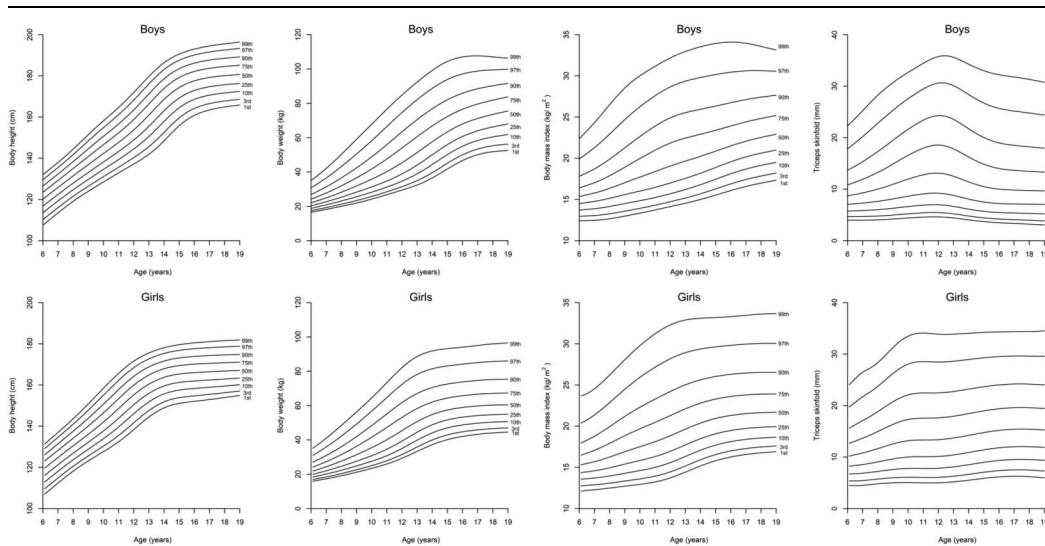 Boys
Body height (cm)
200
180
160
140
120
100
99th
97th
90th
75th
50th
25th
10th
3rd
1st
6 7 8 9 10 11 12 13 14 15 16 17 18 19
Age (years)
Boys
Body weight (kg)
120
100
80
60
40
20
0
99th
97th
90th
75th
50th
25th
10th
3rd
1st
6 7 8 9 10 11 12 13 14 15 16 17 18 19
Age (years)
Boys
Body mass index (kg/ m²)
35
30
25
20
15
10
99th
97th
90th
75th
50th
25th
10th
3rd
1st
6 7 8 9 10 11 12 13 14 15 16 17 18 19
Age (years)
Boys
Triceps skinfold (mm)
40
30
20
10
0
6 7 8 9 10 11 12 13 14 15 16 17 18 19
Age (years)
Girls
Body height (cm)
200
180
160
140
120
100
99th
97th
90th
75th
50th
25th
10th
3rd
1st
6 7 8 9 10 11 12 13 14 15 16 17 18 19
Age (years)
Girls
Body weight (kg)
120
100
80
60
40
20
0
99th
97th
90th
75th
50th
25th
10th
3rd
1st
6 7 8 9 10 11 12 13 14 15 16 17 18 19
Age (years)
Girls
Body mass index (kg/ m²)
35
30
25
20
15
10
99th
97th
90th
75th
50th
25th
10th
3rd
1st
6 7 8 9 10 11 12 13 14 15 16 17 18 19
Age (years)
Girls
Triceps skinfold (mm)
40
30
20
10
0
6 7 8 9 10 11 12 13 14 15 16 17 18 19
Age (years)